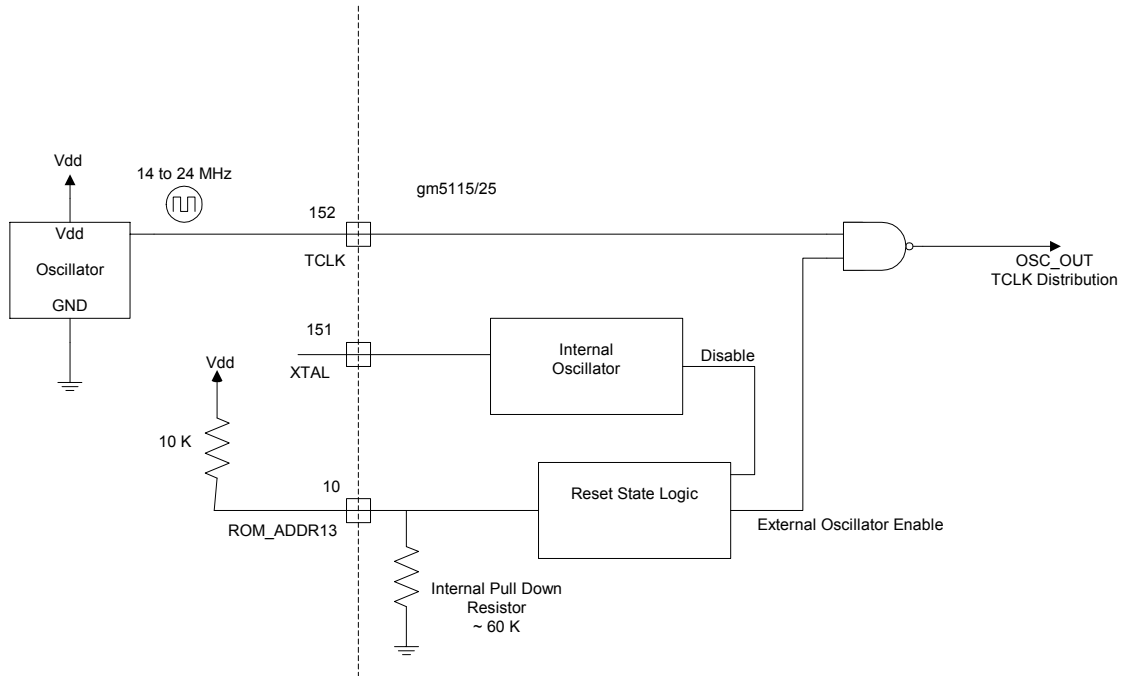 Vdd
14 to 24 MHz
gm5115/25
152
Vdd
TCLK
Oscillator
OSC_OUT
TCLK Distribution
GND
151
Internal
Oscillator
Disable
Vdd
XTAL
10 K
10
Reset State Logic
ROM_ADDR13
External Oscillator Enable
Internal Pull Down
Resistor
~ 60 K